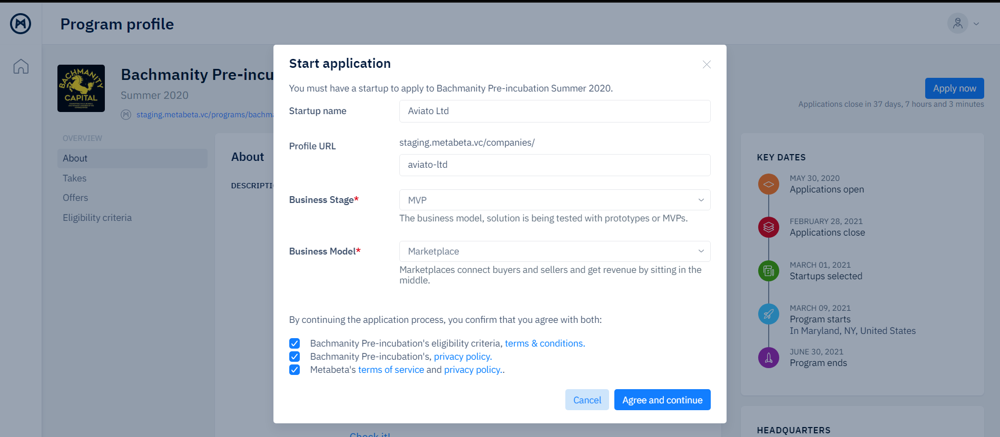 Program profile
BACHMANITY
CAPITAL
Bachmanity Pre-incu
Summer 2020
staging.metabeta.vc/programs/bachma
Apply now
Applications close in 37 days, 7 hours and 3 minutes
OVERVIEW
About
Takes
Offers
Eligibility criteria
About
DESCRIPTI
Check it!
Start application
You must have a startup to apply to Bachmanity Pre-incubation Summer 2020.
Startup name
Aviato Ltd
Profile URL
staging.metabeta.vc/companies/
aviato-ltd
Business Stage*
MVP
The business model, solution is being tested with prototypes or MVPs.
Business Model*
Marketplace
Marketplaces connect buyers and sellers and get revenue by sitting in the
middle.
By continuing the application process, you confirm that you agree with both:
Bachmanity Pre-incubation's eligibility criteria, terms & conditions.
Bachmanity Pre-incubation's, privacy policy.
Metabeta's terms of service and privacy policy..
Cancel
Agree and continue
KEY DATES
MAY 30, 2020
Applications open
FEBRUARY 28, 2021
Applications close
MARCH 01, 2021
Startups selected
MARCH 09, 2021
Program starts
In Maryland, NY, United States
JUNE 30, 2021
Program ends
HEADQUARTERS